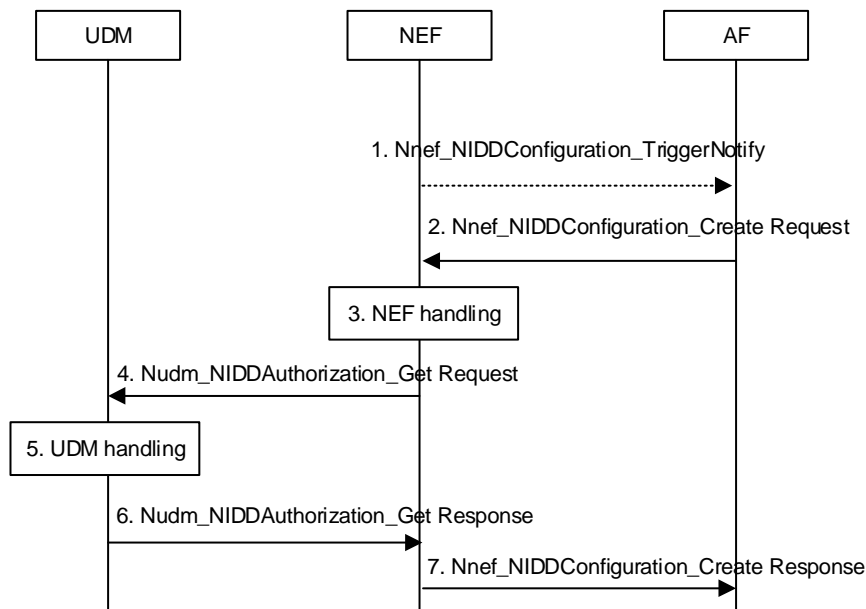 UDM
NEF
AF
1. Nnef_NIDDConfiguration_TriggerNotify
2. Nnef_NIDDConfiguration_Create Request
3. NEF handling
4. Nudm_NIDDAuthorization_Get Request
5. UDM handling
6. Nudm_NIDDAuthorization_Get Response
7. Nnef_NIDDConfiguration_Create Response